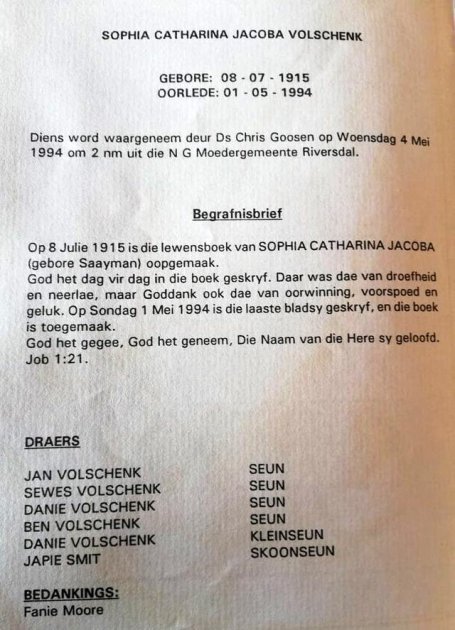 SOPHIA CATHARINA JACOBA VOLSCHENK
GEBORE: 08 - 07 - 1915
OORLEDE: 01 - 05 - 1994
Diens word waargeneem deur Ds Chris Goosen op Woensdag 4 Mei
1994 om 2 nm uit die N G Moedergemeente Riversdal.
Begrafnisbrief
Op 8 Julie 1915 is die lewensboek van SOPHIA CATHARINA JACOBA
(gebore Saayman) oopgemaak.
God het dag vir dag in die boek geskryf. Daar was dae van droefheid
en neerlae, maar Goddank ook dae van oorwinning, voorspoed en
geluk. Op Sondag 1 Mei 1994 is die laaste bladsy geskryf, en die boek
is toegemaak.
God het gegee, God het geneem, Die Naam van die Here sy geloofd.
Job 1:21.
DRAERS
JAN VOLSCHENK SEUN
SEWES VOLSCHENK SEUN
DANIE VOLSCHENK SEUN
BEN VOLSCHENK SEUN
DANIE VOLSCHENK KLEINSEUN
JAPIE SMIT SKOONSEUN
BEDANKINGS:
Fanie Moore